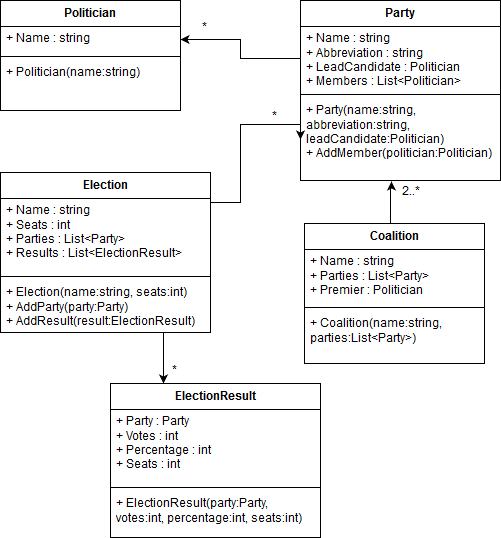 Politician
+ Name : string
+ Politician(name:string)
*
Party
+ Name : string
+ Abbreviation : string
+ LeadCandidate : Politician
+ Members : List<Politician>
+ Party(name:string,
abbreviation:string,
leadCandidate:Politician)
+ AddMember(politician:Politician)
*
Election
+ Name : string
+ Seats : int
+ Parties : List<Party>
+ Results : List<ElectionResult>
+ Election(name:string, seats:int)
+ AddParty(party:Party)
+ AddResult(result:ElectionResult)
2..*
Coalition
+ Name : string
+ Parties : List<Party>
+ Premier : Politician
+ Coalition(name:string,
parties:List<Party>)
*
ElectionResult
+ Party : Party
+ Votes : int
+ Percentage : int
+ Seats : int
+ ElectionResult(party:Party,
votes:int, percentage:int, seats:int)